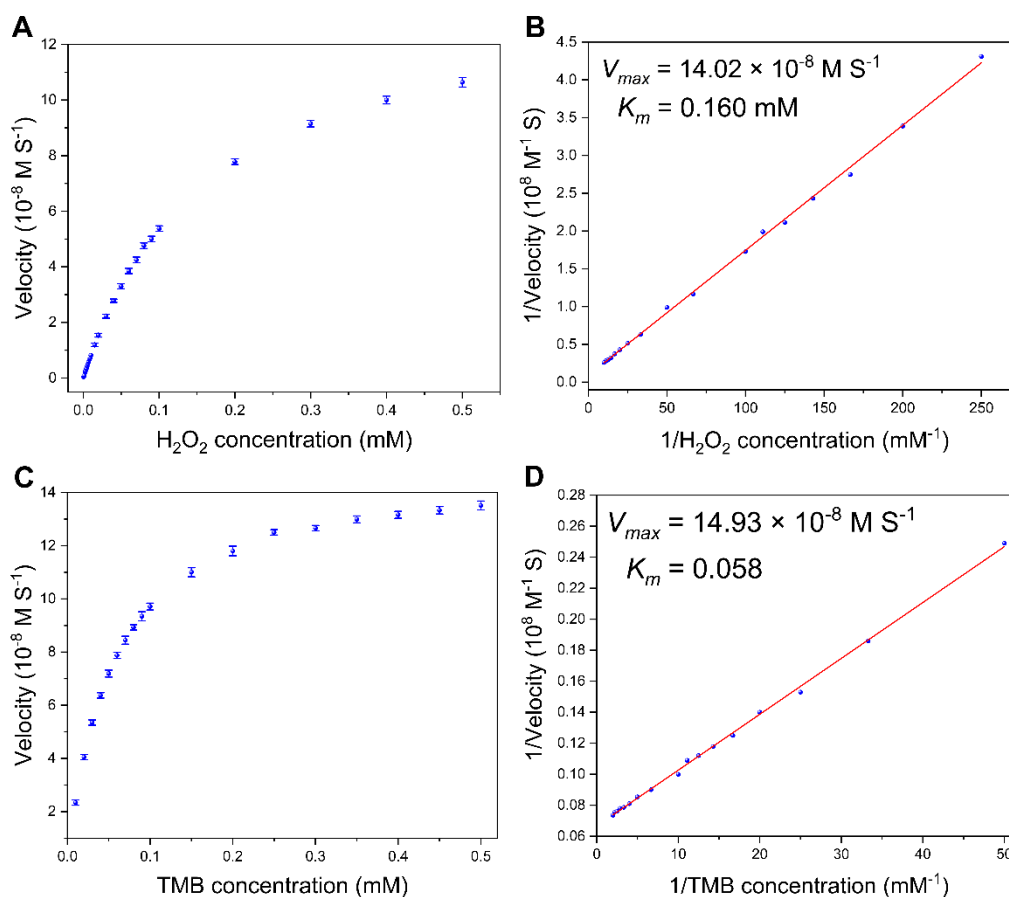 A
Velocity (10⁻⁸ M S⁻¹)
12
10
8
6
4
2
0
0.0 0.1 0.2 0.3 0.4 0.5
H₂O₂ concentration (mM)
B
Vmax = 14.02 × 10⁻⁸ M S⁻¹
Km = 0.160 mM
1/Velocity (10⁸ M⁻¹ S)
4.5
4.0
3.5
3.0
2.5
2.0
1.5
1.0
0.5
0.0
0 50 100 150 200 250
1/H₂O₂ concentration (mM⁻¹)
C
Velocity (10⁻⁸ M S⁻¹)
14
12
10
8
6
4
2
0.0 0.1 0.2 0.3 0.4 0.5
TMB concentration (mM)
D
Vmax = 14.93 × 10⁻⁸ M S⁻¹
Km = 0.058
1/Velocity (10⁸ M⁻¹ S)
0.28
0.26
0.24
0.22
0.20
0.18
0.16
0.14
0.12
0.10
0.08
0.06
0 10 20 30 40 50
1/TMB concentration (mM⁻¹)